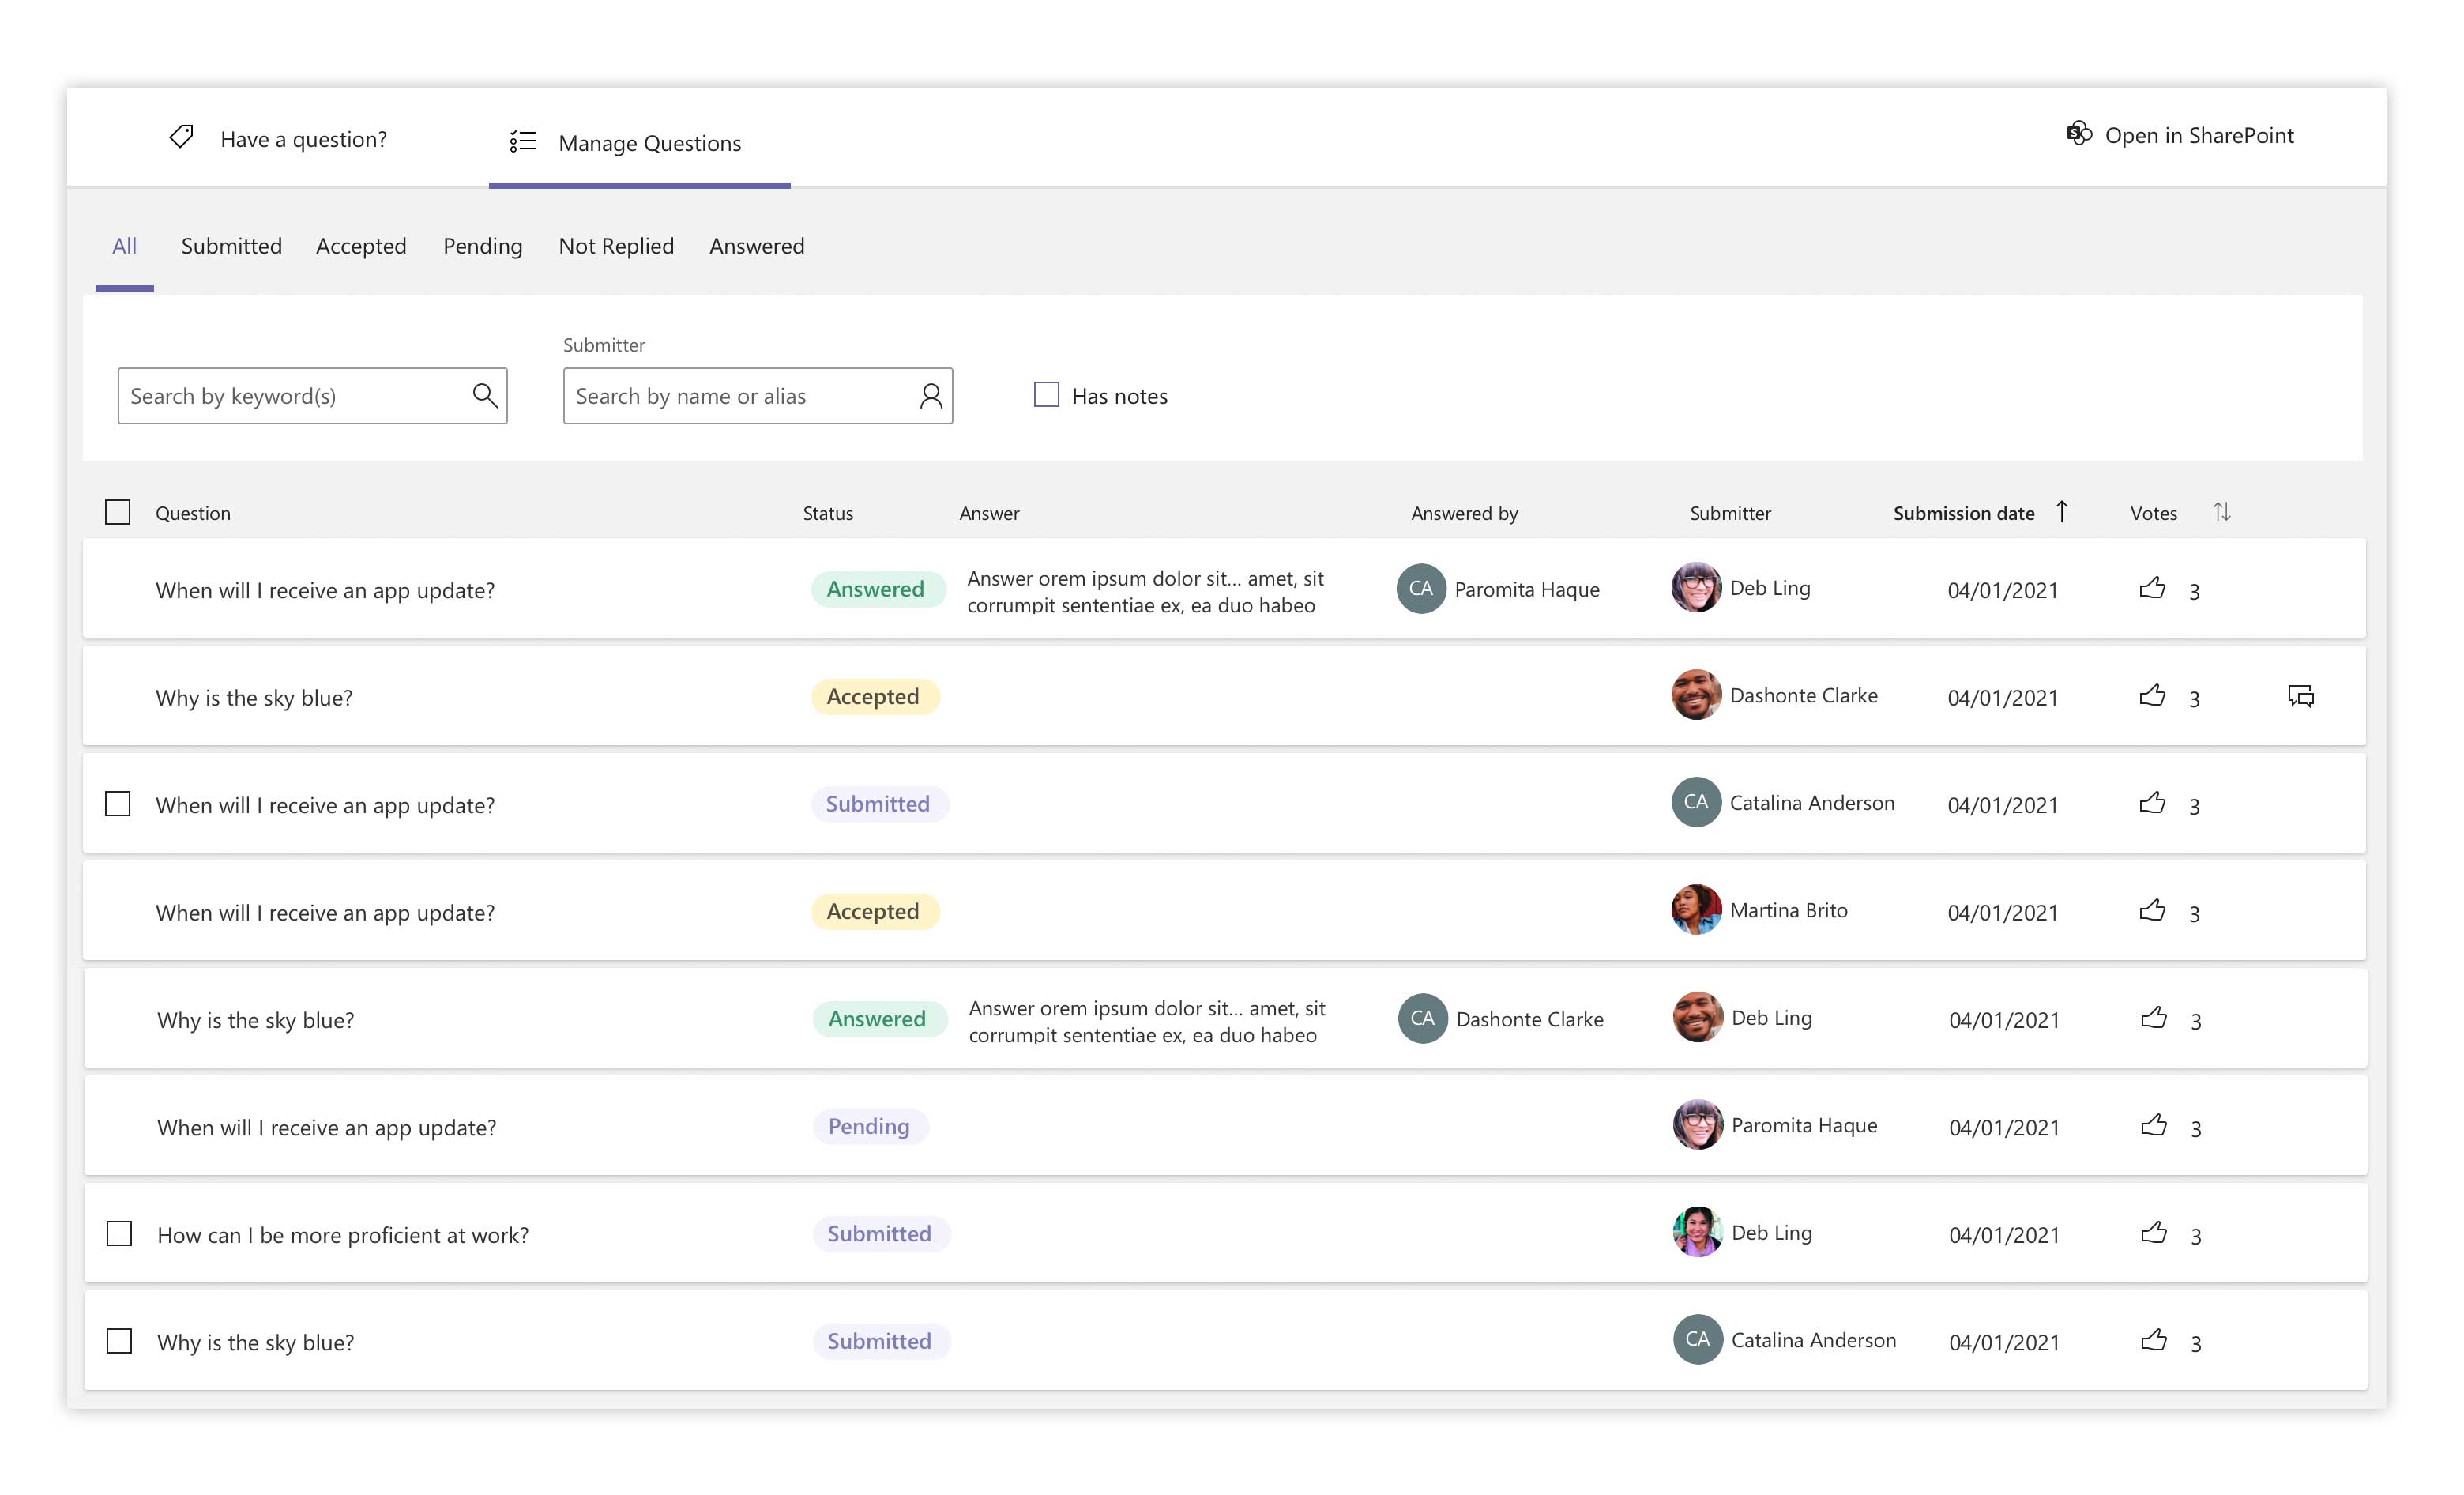 Have a question?
Manage Questions
Open in SharePoint
All Submitted Accepted Pending Not Replied Answered
Submitter
Search by keyword(s)
Search by name or alias
Has notes
Question Status Answer Answered by Submitter Submission date Votes
When will I receive an app update? Answered Answer orem ipsum dolor sit... amet, sit
corrumpit sententiae ex, ea duo habeo CA Paromita Haque Deb Ling 04/01/2021 3
Why is the sky blue? Accepted Dashonte Clarke 04/01/2021 3
When will I receive an app update? Submitted CA Catalina Anderson 04/01/2021 3
When will I receive an app update? Accepted Martina Brito 04/01/2021 3
Why is the sky blue? Answered Answer orem ipsum dolor sit... amet, sit
corrumpit sententiae ex, ea duo habeo CA Dashonte Clarke Deb Ling 04/01/2021 3
When will I receive an app update? Pending Paromita Haque 04/01/2021 3
How can I be more proficient at work? Submitted Deb Ling 04/01/2021 3
Why is the sky blue? Submitted CA Catalina Anderson 04/01/2021 3